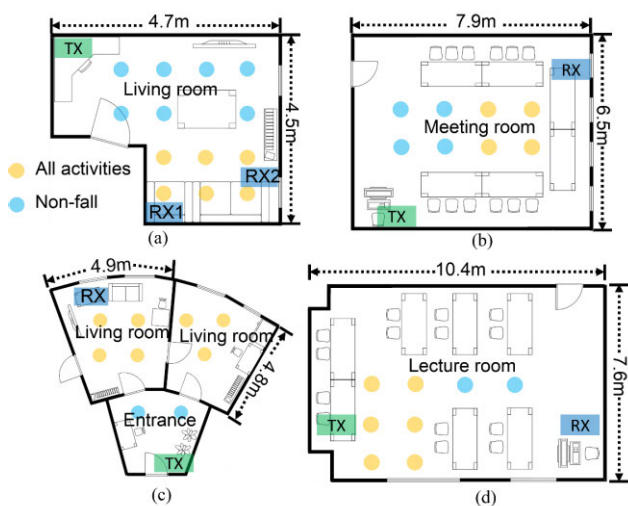 4.7m
TX
Living room
4.5m
All activities
Non-fall
RX2
RX1
(a)
7.9m
RX
Meeting room
6.5m
TX
(b)
4.9m
RX
Living room
Living room
4.8m
Entrance
TX
(c)
10.4m
Lecture room
7.6m
TX
RX
(d)